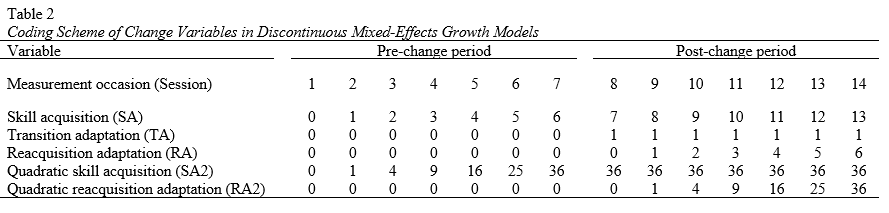 Table 2
Coding Scheme of Change Variables in Discontinuous Mixed-Effects Growth Models
Variable Pre-change period Post-change period
Measurement occasion (Session) 1 2 3 4 5 6 7 8 9 10 11 12 13 14
Skill acquisition (SA) 0 1 2 3 4 5 6 7 8 9 10 11 12 13
Transition adaptation (TA) 0 0 0 0 0 0 0 1 1 1 1 1 1 1
Reacquisition adaptation (RA) 0 0 0 0 0 0 0 0 1 2 3 4 5 6
Quadratic skill acquisition (SA2) 0 1 4 9 16 25 36 36 36 36 36 36 36 36
Quadratic reacquisition adaptation (RA2) 0 0 0 0 0 0 0 0 1 4 9 16 25 36